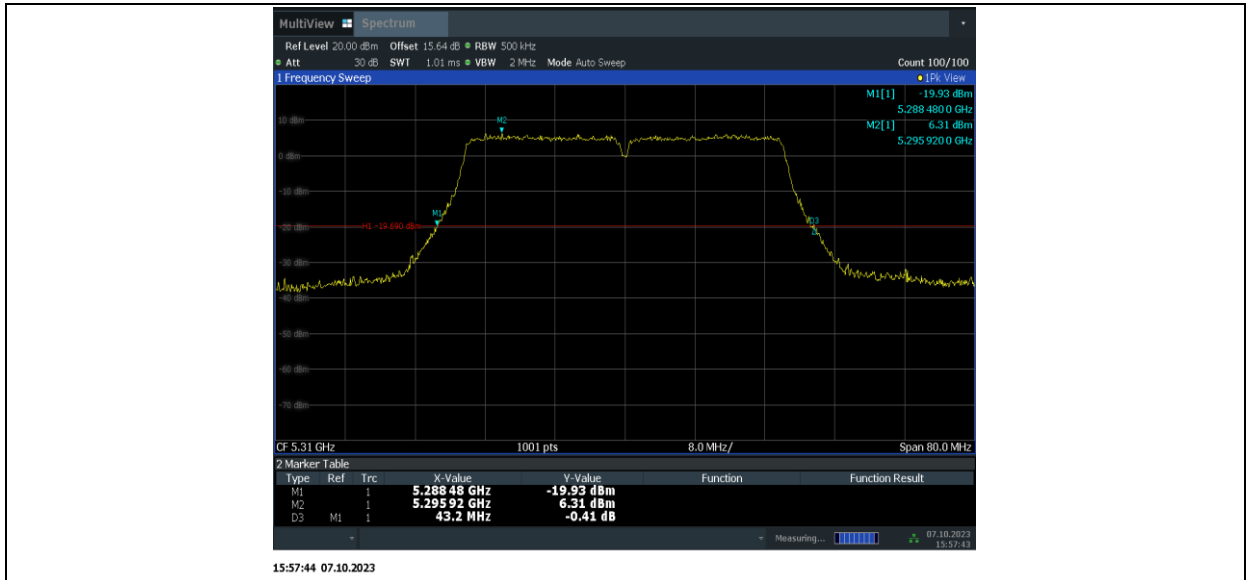 MultiView Spectrum
Ref Level 20.00 dBm Offset 15.64 dB RBW 500 kHz
Att 30 dB SWT 1.01 ms VBW 2 MHz Mode Auto Sweep Count 100/100
1 Frequency Sweep 1Pk View
M1[1] -19.93 dBm
5.288 480 0 GHz
M2[1] 6.31 dBm
5.295 920 0 GHz
M2
10 dBm
0 dBm
-10 dBm
M1
D3
-20 dBm
H1 -19.690 dBm
-30 dBm
-40 dBm
-50 dBm
-60 dBm
-70 dBm
CF 5.31 GHz 1001 pts 8.0 MHz/ Span 80.0 MHz
2 Marker Table
Type Ref Trc X-Value Y-Value Function Function Result
M1 1 5.288 48 GHz -19.93 dBm
M2 1 5.295 92 GHz 6.31 dBm
D3 M1 1 43.2 MHz -0.41 dB
Measuring... 07.10.2023
15:57:43
15:57:44 07.10.2023